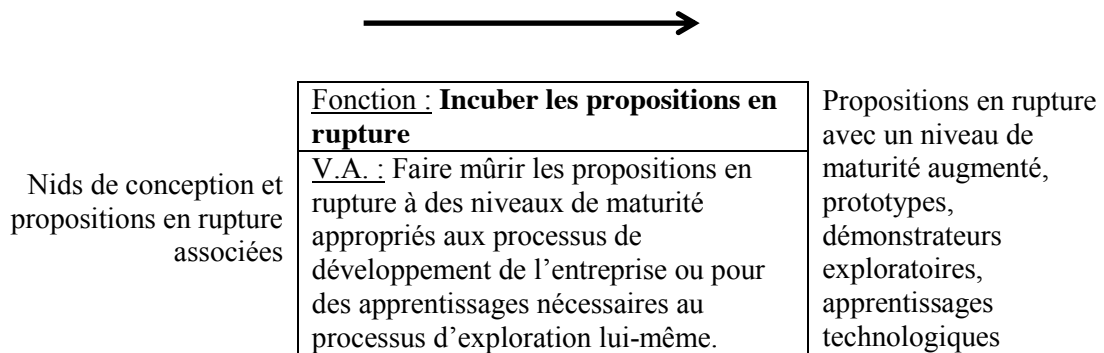 Nids de conception et
propositions en rupture
associées
Fonction : Incuber les propositions en
rupture
V.A. : Faire mûrir les propositions en
rupture à des niveaux de maturité
appropriés aux processus de
développement de l’entreprise ou pour
des apprentissages nécessaires au
processus d’exploration lui-même.
Propositions en rupture
avec un niveau de
maturité augmenté,
prototypes,
démonstrateurs
exploratoires,
apprentissages
technologiques